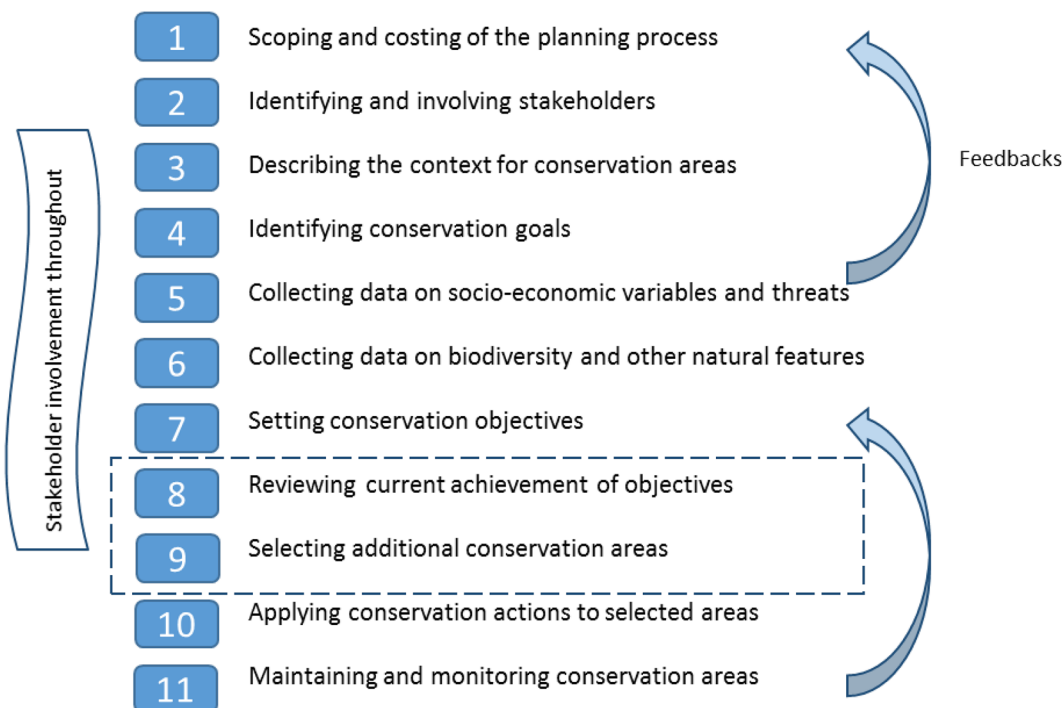 1 Scoping and costing of the planning process
2 Identifying and involving stakeholders
3 Describing the context for conservation areas
4 Identifying conservation goals
5 Collecting data on socio-economic variables and threats
6 Collecting data on biodiversity and other natural features
7 Setting conservation objectives
8 Reviewing current achievement of objectives
9 Selecting additional conservation areas
10 Applying conservation actions to selected areas
11 Maintaining and monitoring conservation areas
Stakeholder involvement throughout
Feedbacks